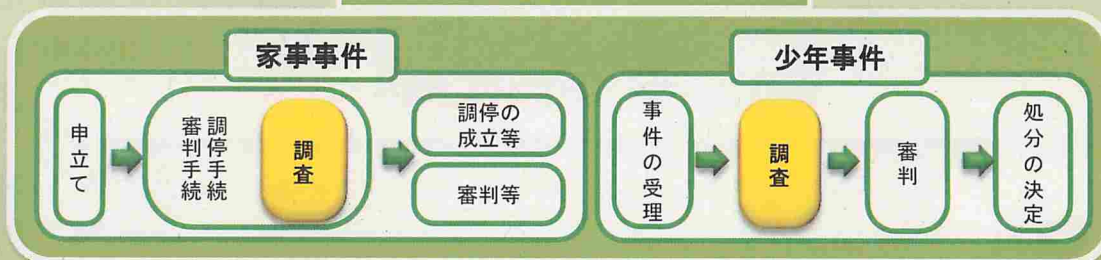 家事事件
申立て
調停手続
審判手続
調査
調停の
成立等
審判等
少年事件
事件の受理
調査
審判
処分の決定